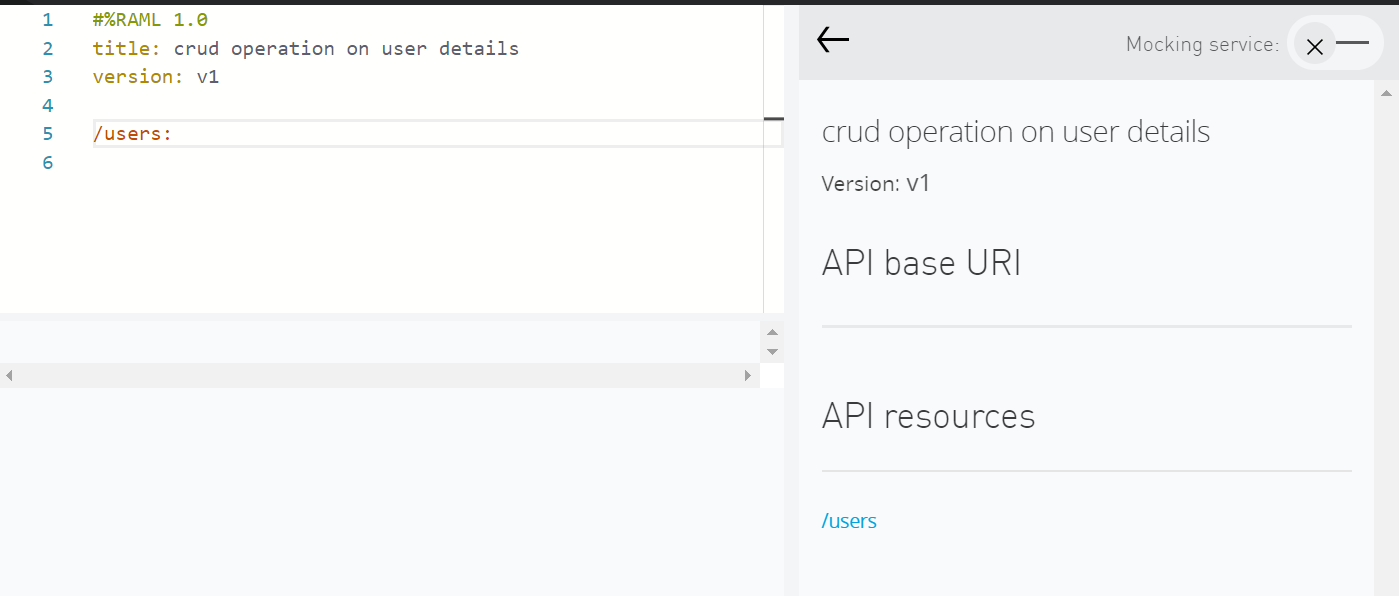 1 #%RAML 1.0
2 title: crud operation on user details
3 version: v1
4
5 /users:
6
Mocking service:
crud operation on user details
Version: v1
API base URI
API resources
/users